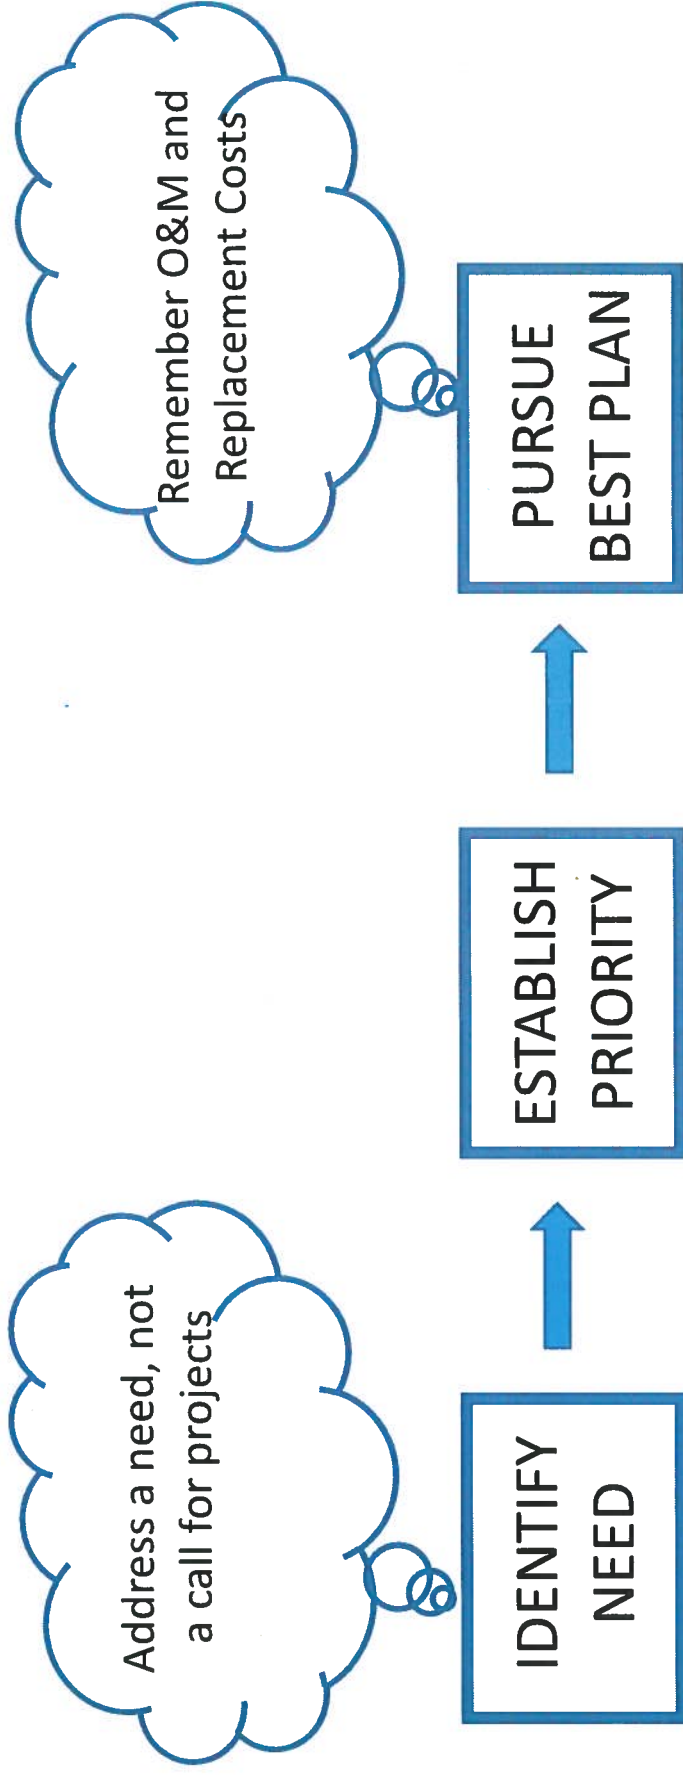 Address a need, not
a call for projects
Remember O&M and
Replacement Costs
IDENTIFY
NEED
ESTABLISH
PRIORITY
PURSUE
BEST PLAN